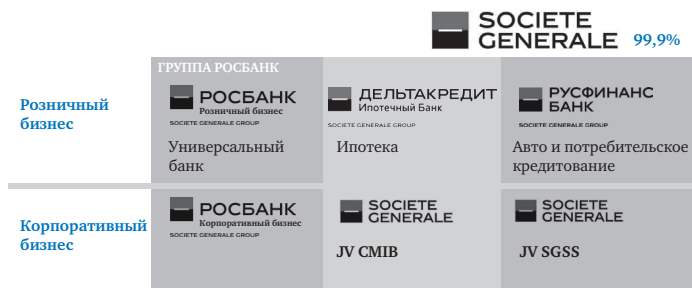 SOCIETE
GENERALE 99,9%
ГРУППА РОСБАНК
Розничный
бизнес
РОСБАНК
Розничный бизнес
SOCIETE GENERALE GROUP
Универсальный
банк
ДЕЛЬТАКРЕДИТ
Ипотечный Банк
SOCIETE GENERALE GROUP
Ипотека
РУСФИНАНС
БАНК
SOCIETE GENERALE GROUP
Авто и потребительское
кредитование
Корпоративный
бизнес
РОСБАНК
Корпоративный бизнес
SOCIETE GENERALE GROUP
SOCIETE
GENERALE
JV CMIB
SOCIETE
GENERALE
JV SGSS